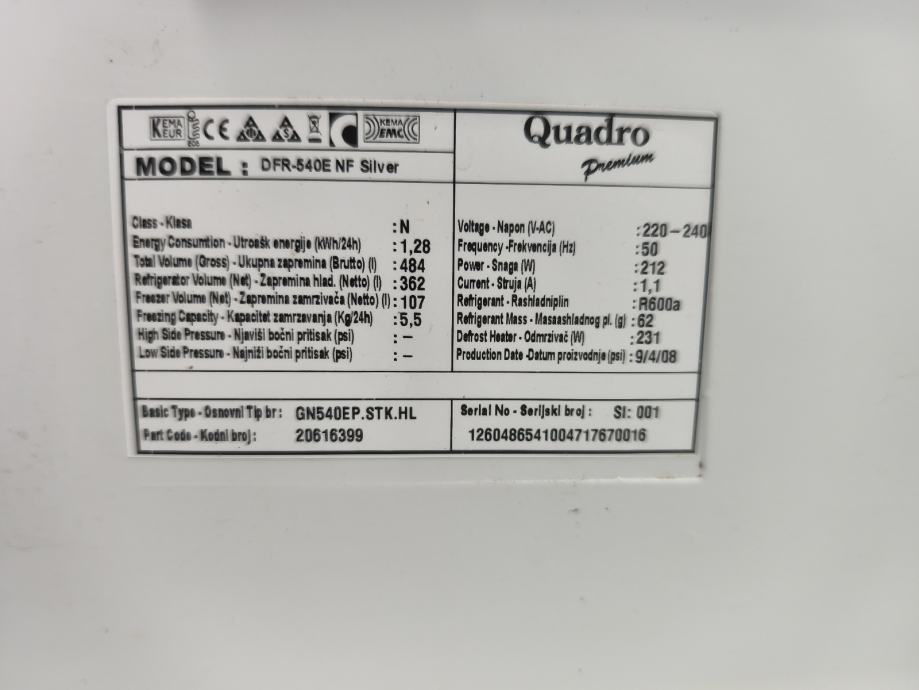 KEMA
EUR
CE
KEMA
EMC
Quadro
Premium
MODEL : DFR-540E NF Silver
Class - Klasa : N
Energy Consumtion - Utroašk energije (kWh/24h) : 1,28
Total Volume (Gross) - Ukupna zapremina (Brutto) (l) : 484
Refrigerator Volume (Net) - Zapremina hlad. (Netto) (l) : 362
Freezer Volume (Net) - Zapremina zamrzivača (Netto) (l) : 107
Freezing Capacity - Kapacitet zamrzavanja (Kg/24h) : 5,5
High Side Pressure - Njaviši bočni pritisak (psi) : –
Low Side Pressure - Najniži bočni pritisak (psi) : –
Voltage - Napon (V-AC) : 220-240
Frequency -Frekvencija (Hz) : 50
Power - Snaga (W) : 212
Current - Struja (A) : 1,1
Refrigerant - Rashladniplin : R600a
Refrigerant Mass - Masaashladnog pl. (g) : 62
Defrost Heater - Odmrzivač (W) : 231
Production Date -Datum proizvodnje (psi) : 9/4/08
Basic Type - Osnovni Tip br : GN540EP.STK.HL
Part Code - Kodni broj : 20616399
Serial No - Serijski broj : SI: 001
1260486541004717670016